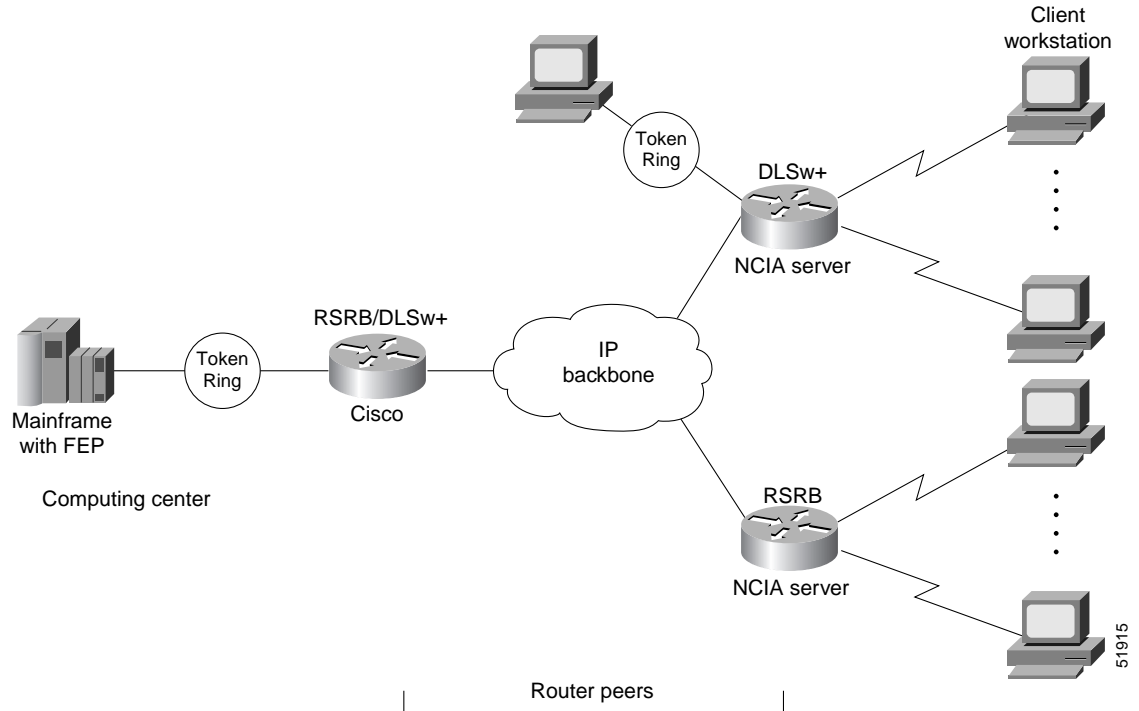 Client
workstation
Token
Ring
DLSw+
NCIA server
RSRB/DLSw+
IP
backbone
Token
Ring
Cisco
Mainframe
with FEP
Computing center
RSRB
NCIA server
51915
Router peers